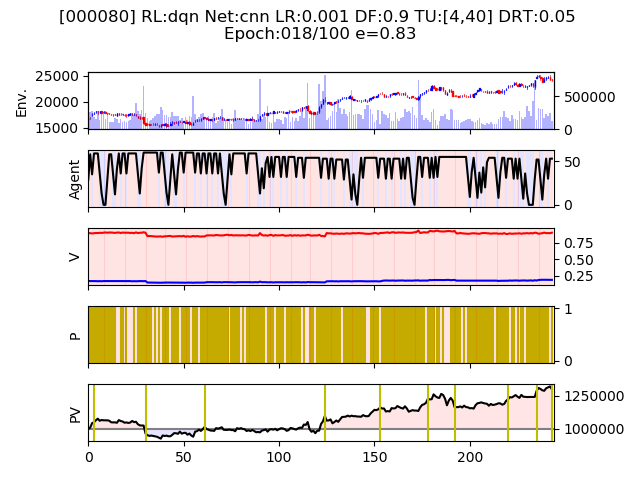 [000080] RL:dqn Net:cnn LR:0.001 DF:0.9 TU:[4,40] DRT:0.05
Epoch:018/100 e=0.83
Env.
25000
20000
15000
500000
0
Agent
50
0
V
0.75
0.50
0.25
P
1
0
PV
1250000
1000000
0
50
100
150
200